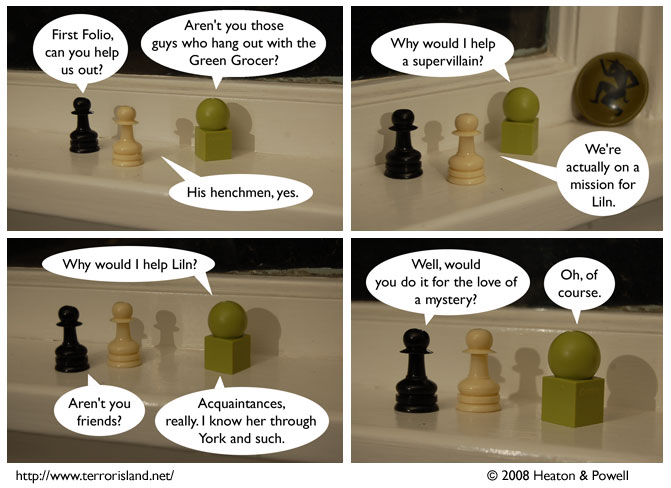 First Folio,
can you help
us out?
Aren't you those
guys who hang out with the
Green Grocer?
His henchmen, yes.
Why would I help
a supervillain?
We're
actually on a
mission for
Liln.
Why would I help Liln?
Aren't you
friends?
Acquaintances,
really. I know her through
York and such.
Well, would
you do it for the love of
a mystery?
Oh, of
course.
http://www.terrorisland.net/
© 2008 Heaton & Powell